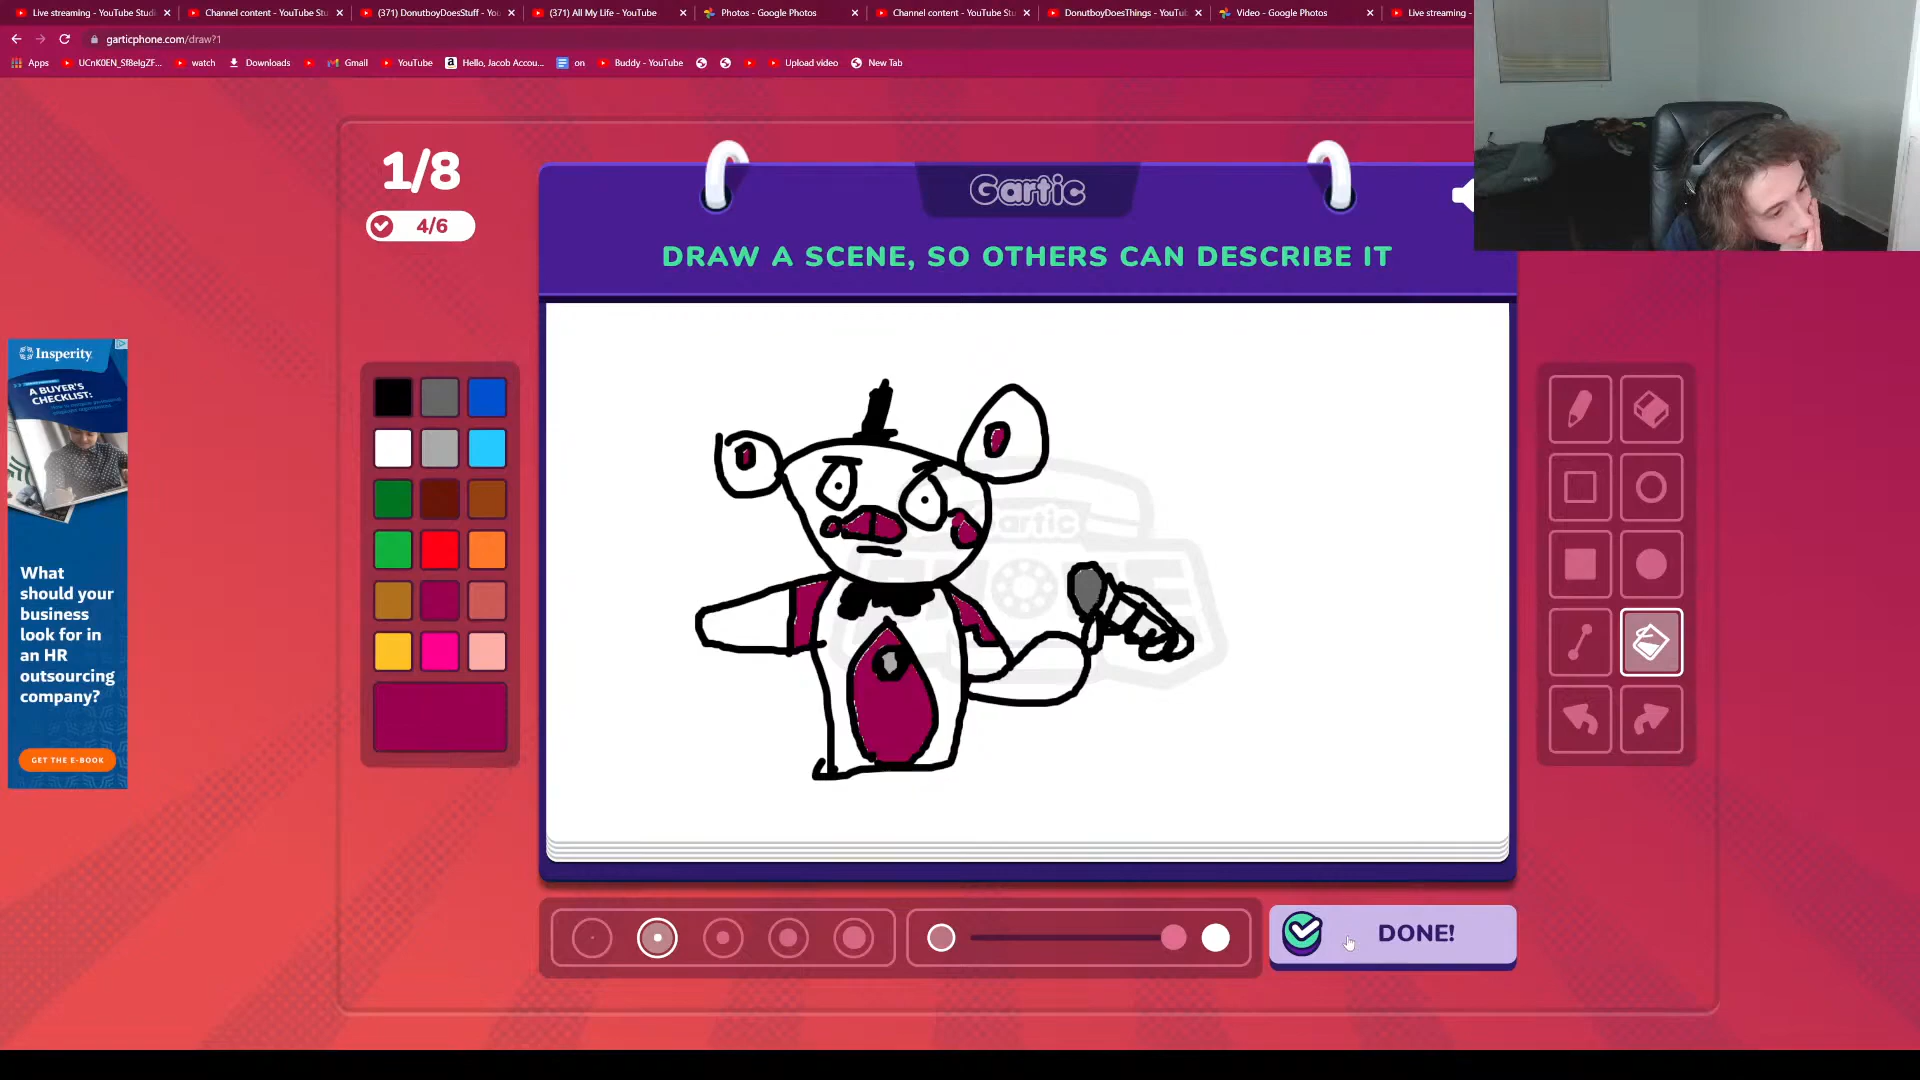 Live streaming - YouTube Studi
Channel content - YouTube Stu
(371) DonutboyDoesStuff - You
(371) All My Life - YouTube
Photos - Google Photos
Channel content - YouTube Stu
DonutboyDoesThings - YouTub
Video - Google Photos
Live streaming -
garticphone.com/draw?1
Apps
UCnK0EN_Sf8elgZF...
watch
Downloads
Gmail
YouTube
Hello, Jacob Accou...
on
Buddy - YouTube
Upload video
New Tab
1/8
4/6
Gartic
DRAW A SCENE, SO OTHERS CAN DESCRIBE IT
Insperity
A BUYER'S
CHECKLIST:
What
should your
business
look for in
an HR
outsourcing
company?
GET THE E-BOOK
Gartic
PHONE
DONE!